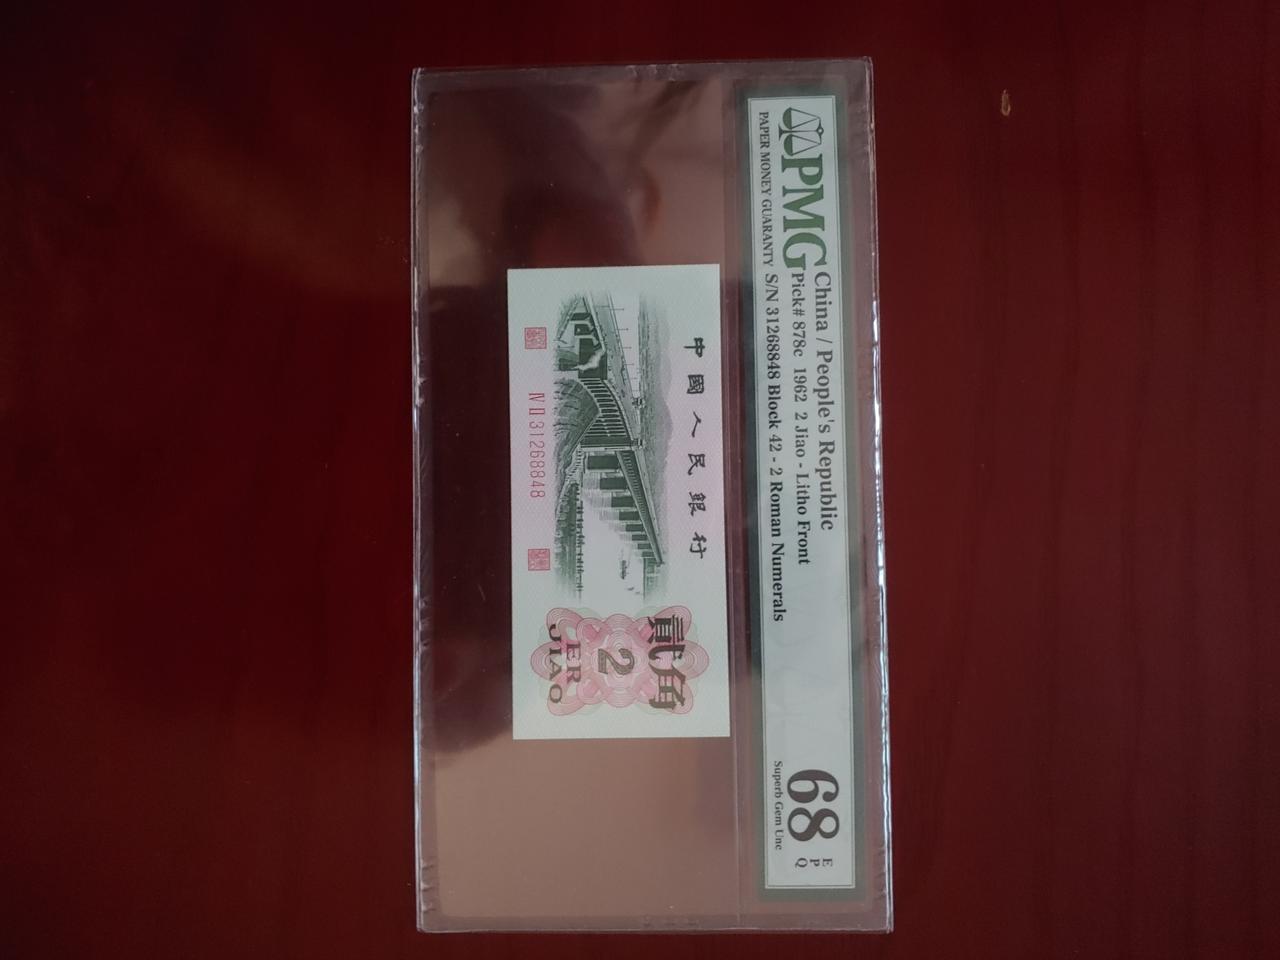 PMG
PAPER MONEY GUARANTY
China / People's Republic
Pick# 878c 1962 2 Jiao - Litho Front
S/N 31268848 Block 42 - 2 Roman Numerals
68
EPQ
Superb Gem Unc
中國人民銀行
貳角
2
ER
JIAO
IV II 31268848